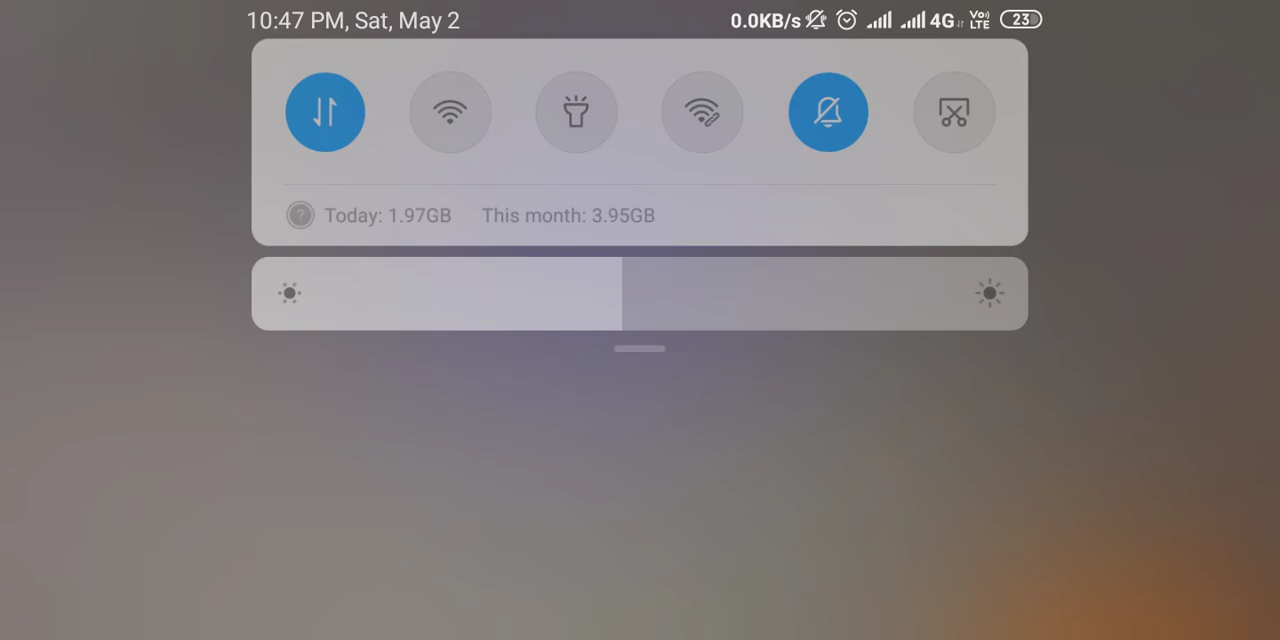 10:47 PM, Sat, May 2 0.0KB/s 4G Vo) LTE 23
? Today: 1.97GB This month: 3.95GB